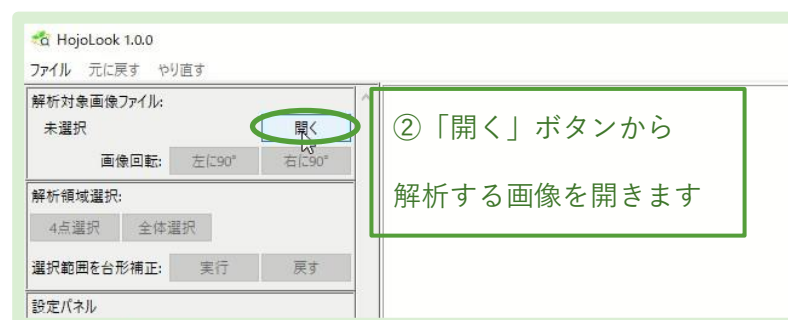 HojoLook 1.0.0
ファイル 元に戻す やり直す
解析対象画像ファイル:
未選択 開く
画像回転: 左に90° 右に90°
解析領域選択:
4点選択 全体選択
選択範囲を台形補正: 実行 戻す
設定パネル
②「開く」ボタンから
解析する画像を開きます